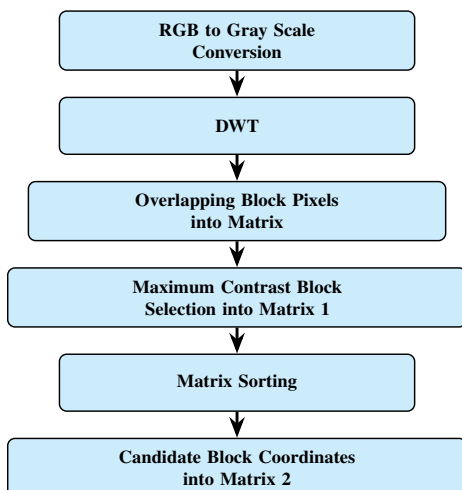 RGB to Gray Scale
Conversion
DWT
Overlapping Block Pixels
into Matrix
Maximum Contrast Block
Selection into Matrix 1
Matrix Sorting
Candidate Block Coordinates
into Matrix 2